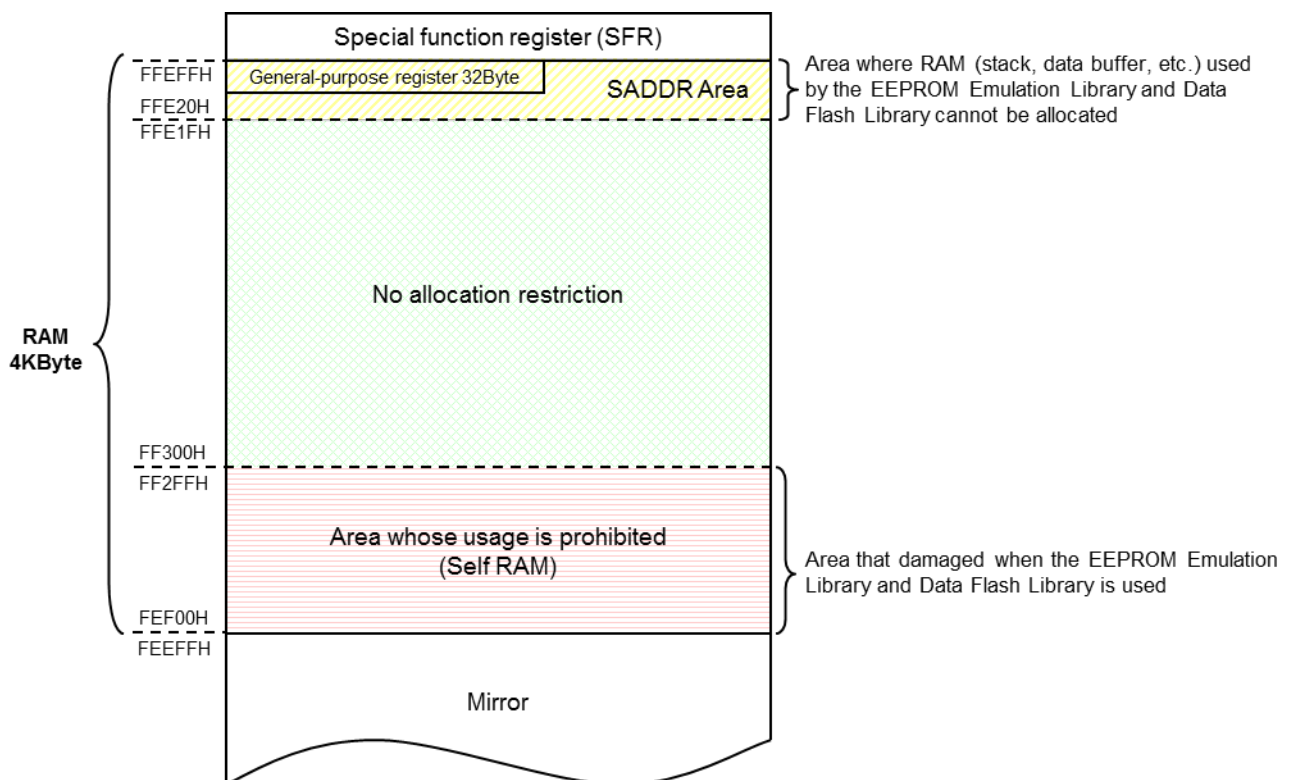 Special function register (SFR)
FFEFFH
General-purpose register 32Byte
SADDR Area
FFE20H
FFE1FH
Area where RAM (stack, data buffer, etc.) used
by the EEPROM Emulation Library and Data
Flash Library cannot be allocated
No allocation restriction
RAM
4KByte
FF300H
FF2FFH
Area whose usage is prohibited
(Self RAM)
Area that damaged when the EEPROM Emulation
Library and Data Flash Library is used
FEF00H
FEEFFH
Mirror